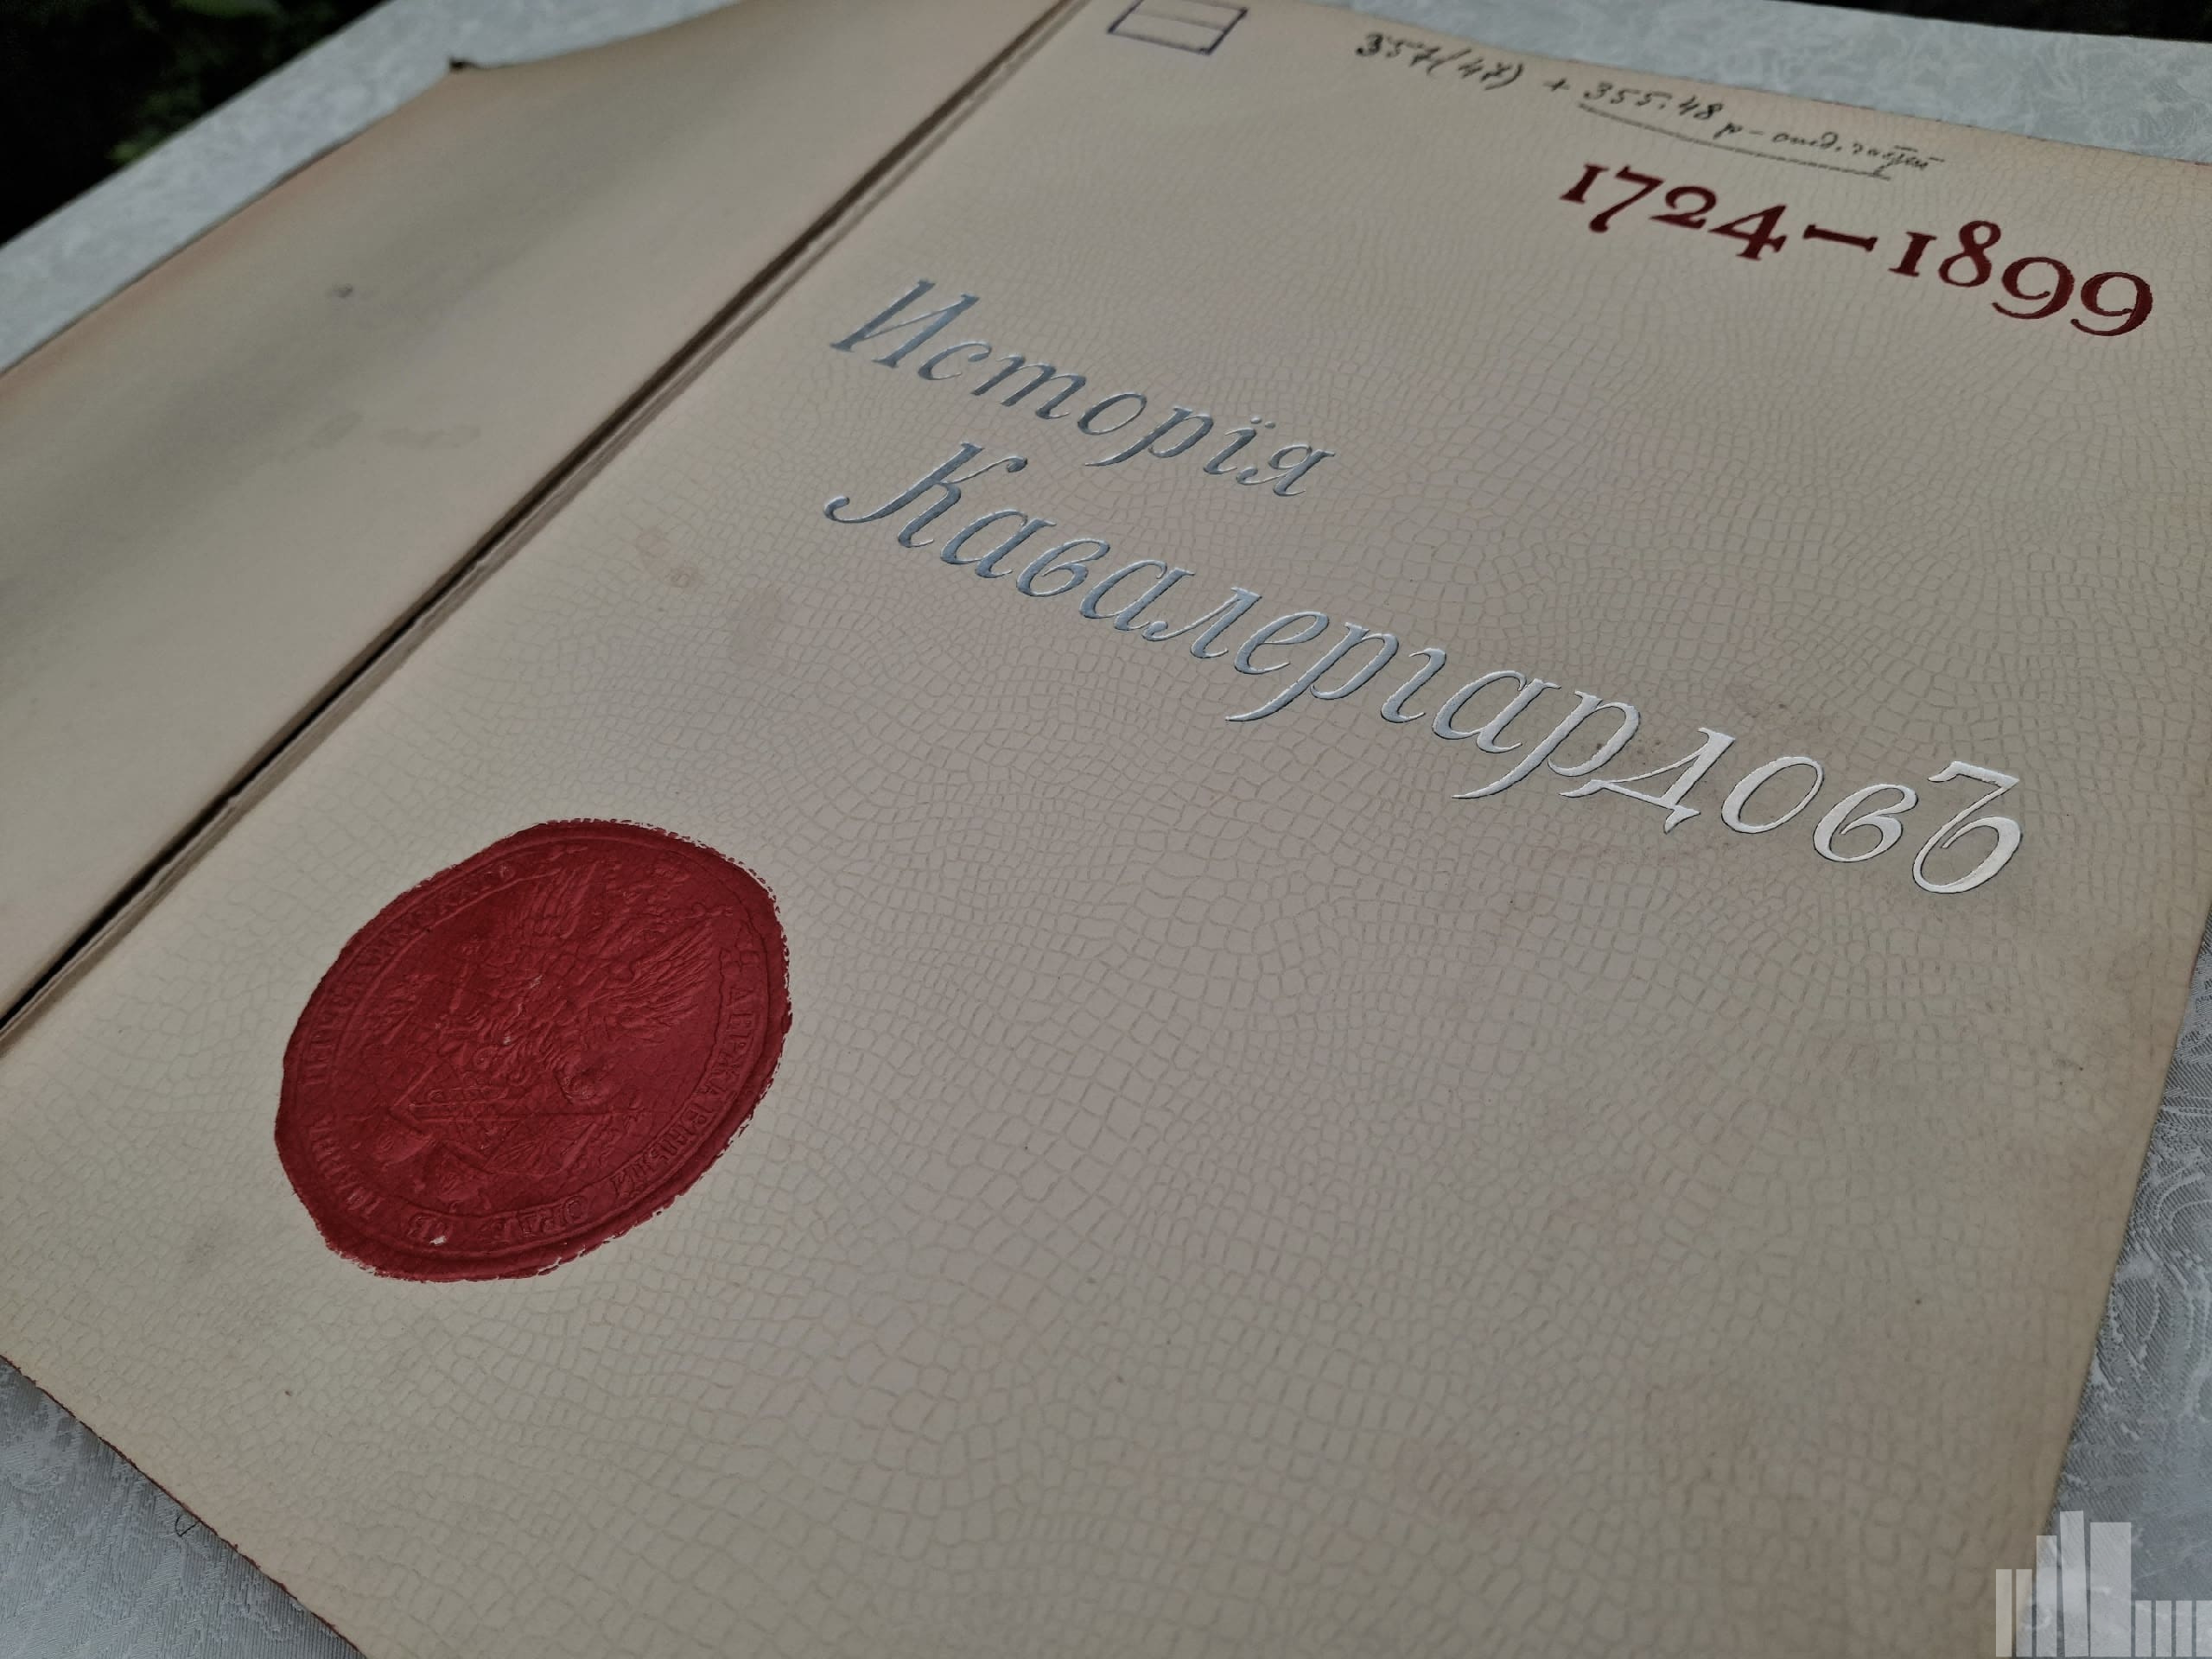 357(47) + 355.48 р-
1724–1899
Исторія
Кавалергардовъ